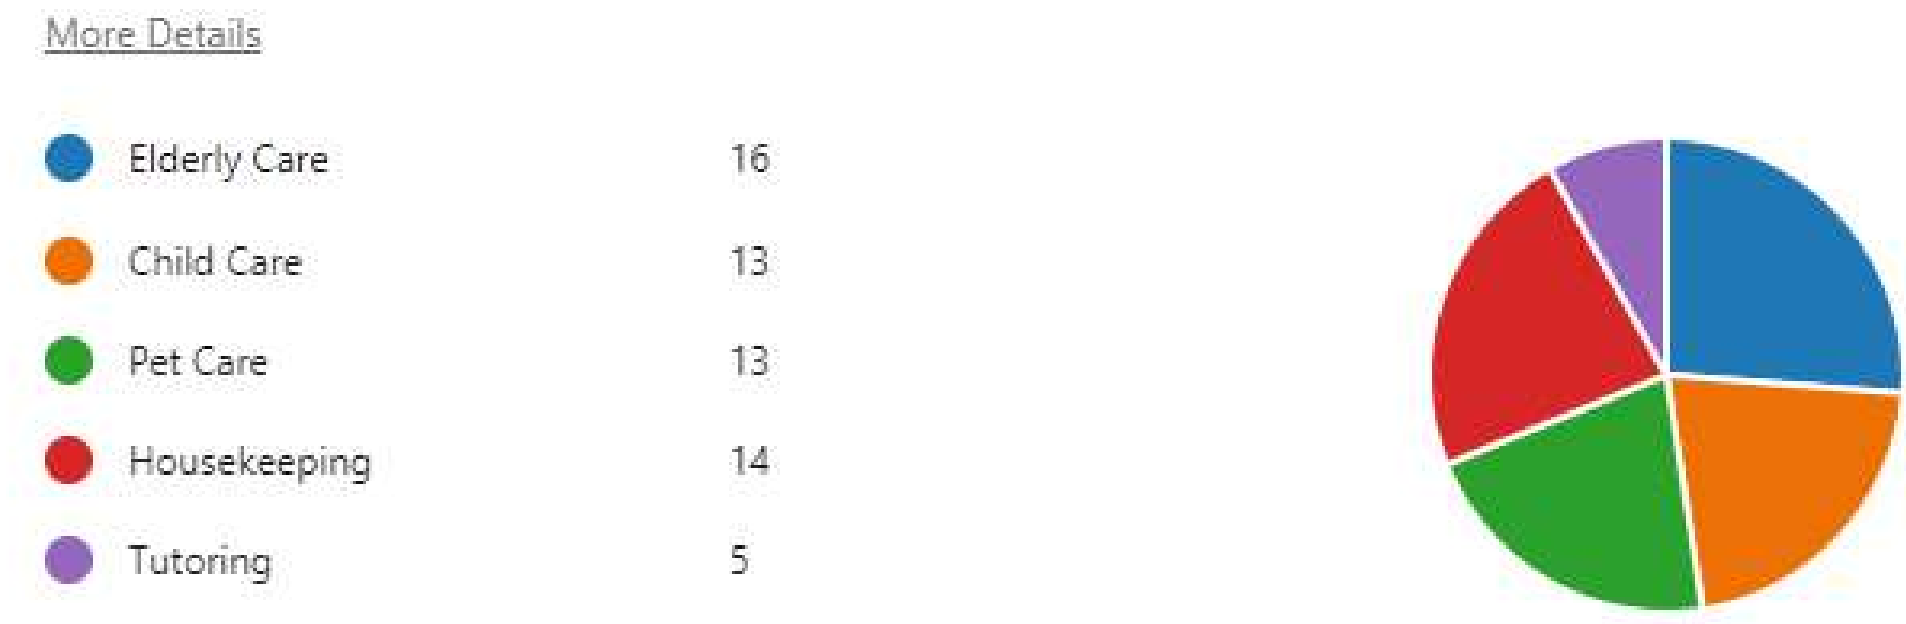 More Details
Elderly Care 16
Child Care 13
Pet Care 13
Housekeeping 14
Tutoring 5